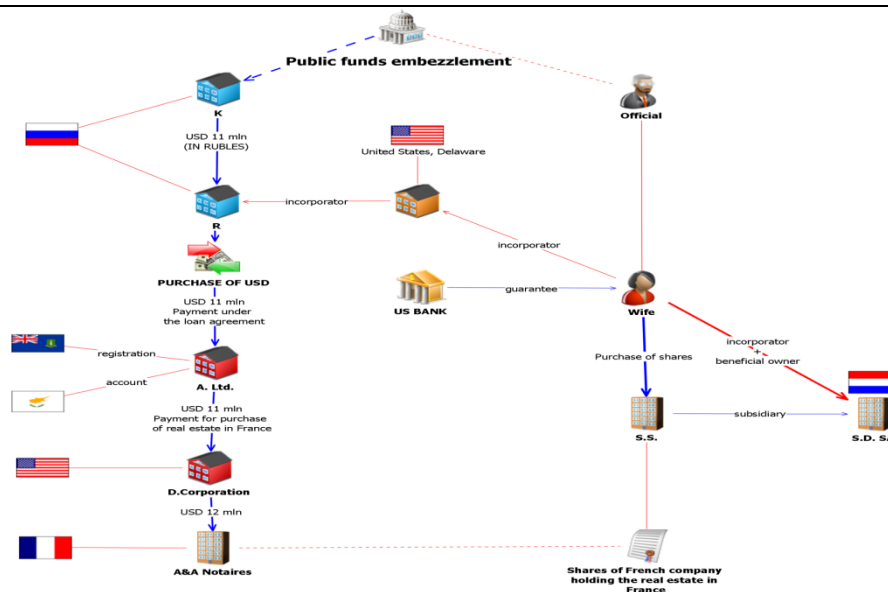 Public funds embezzlement
K
Official
USD 11 mln
(IN RUBLES)
United States, Delaware
incorporator
R
incorporator
PURCHASE OF USD
US BANK
guarantee
Wife
USD 11 mln
Payment under
the loan agreement
registration
account
A. Ltd.
Purchase of shares
incorporator
+
beneficial owner
USD 11 mln
Payment for purchase
of real estate in France
S.S.
subsidiary
S.D. SA
D.Corporation
USD 12 mln
A&A Notaires
Shares of French company
holding the real estate in
France